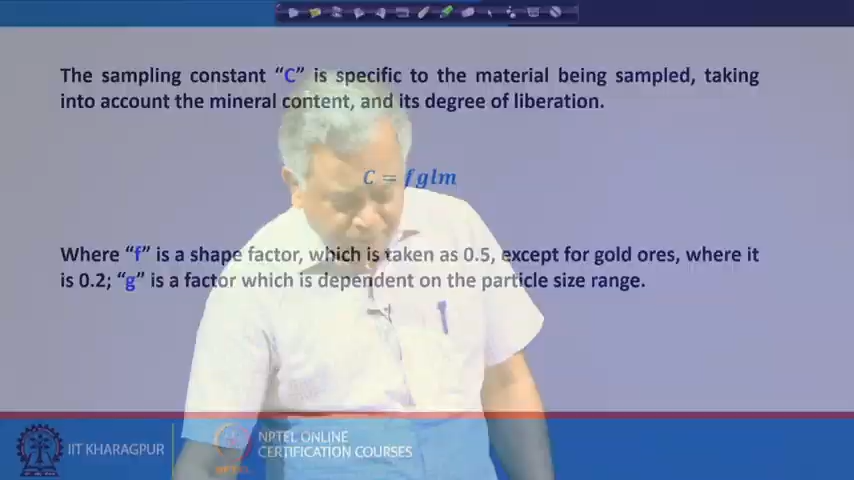 The sampling constant “C” is specific to the material being sampled, taking
into account the mineral content, and its degree of liberation.
C = fglm
Where “f” is a shape factor, which is taken as 0.5, except for gold ores, where it
is 0.2; “g” is a factor which is dependent on the particle size range.
IIT KHARAGPUR
NPTEL ONLINE
CERTIFICATION COURSES